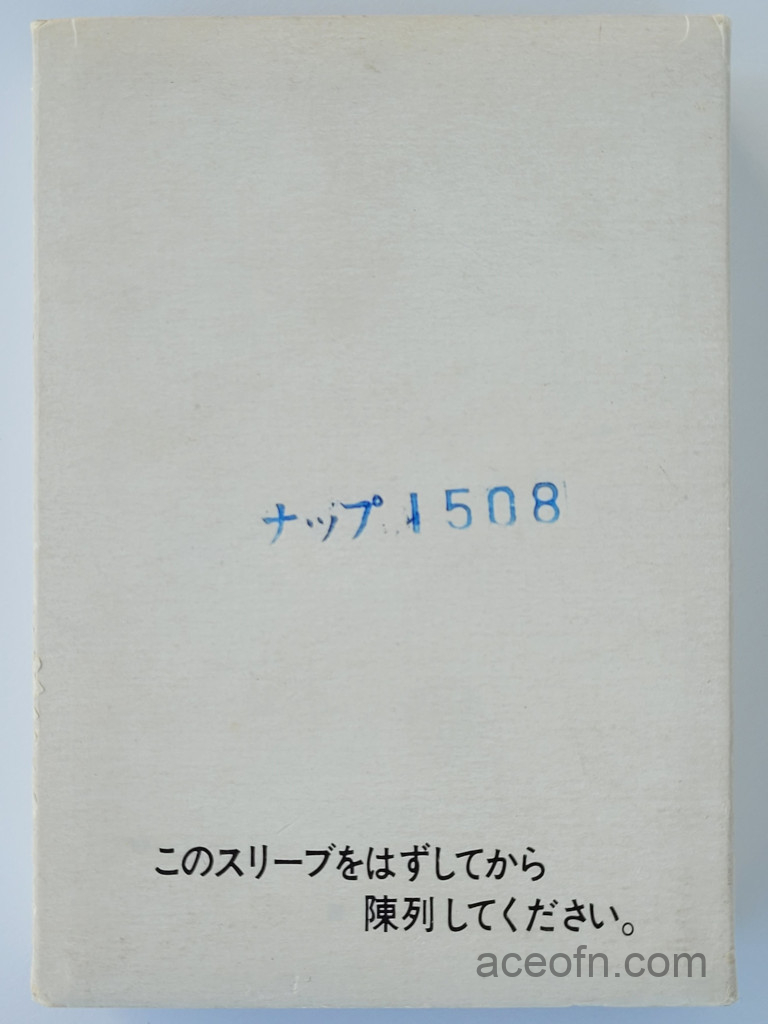 ナップ 1508
このスリーブをはずしてから
陳列してください。
aceofn.com